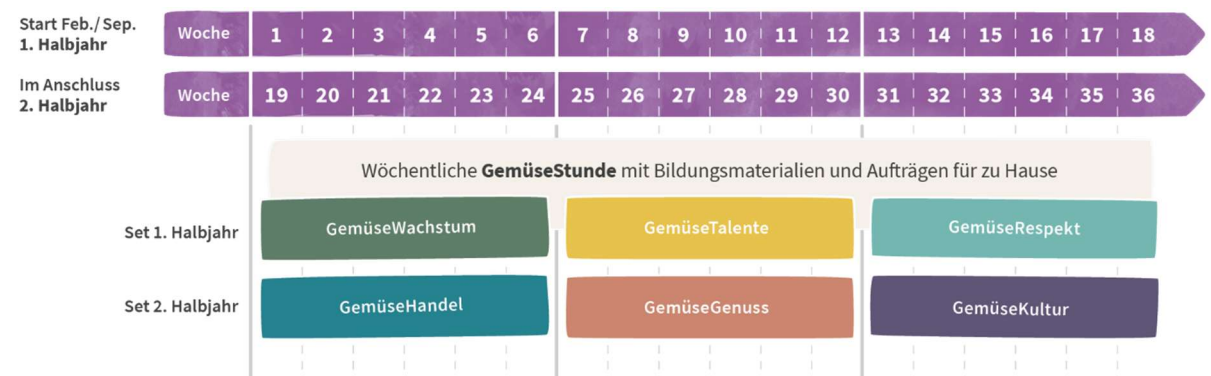 Start Feb./Sep.
1. Halbjahr
Woche 1 2 3 4 5 6 7 8 9 10 11 12 13 14 15 16 17 18
Im Anschluss
2. Halbjahr
Woche 19 20 21 22 23 24 25 26 27 28 29 30 31 32 33 34 35 36
Wöchentliche GemüseStunde mit Bildungsmaterialien und Aufträgen für zu Hause
Set 1. Halbjahr GemüseWachstum GemüseTalente GemüseRespekt
Set 2. Halbjahr GemüseHandel GemüseGenuss GemüseKultur